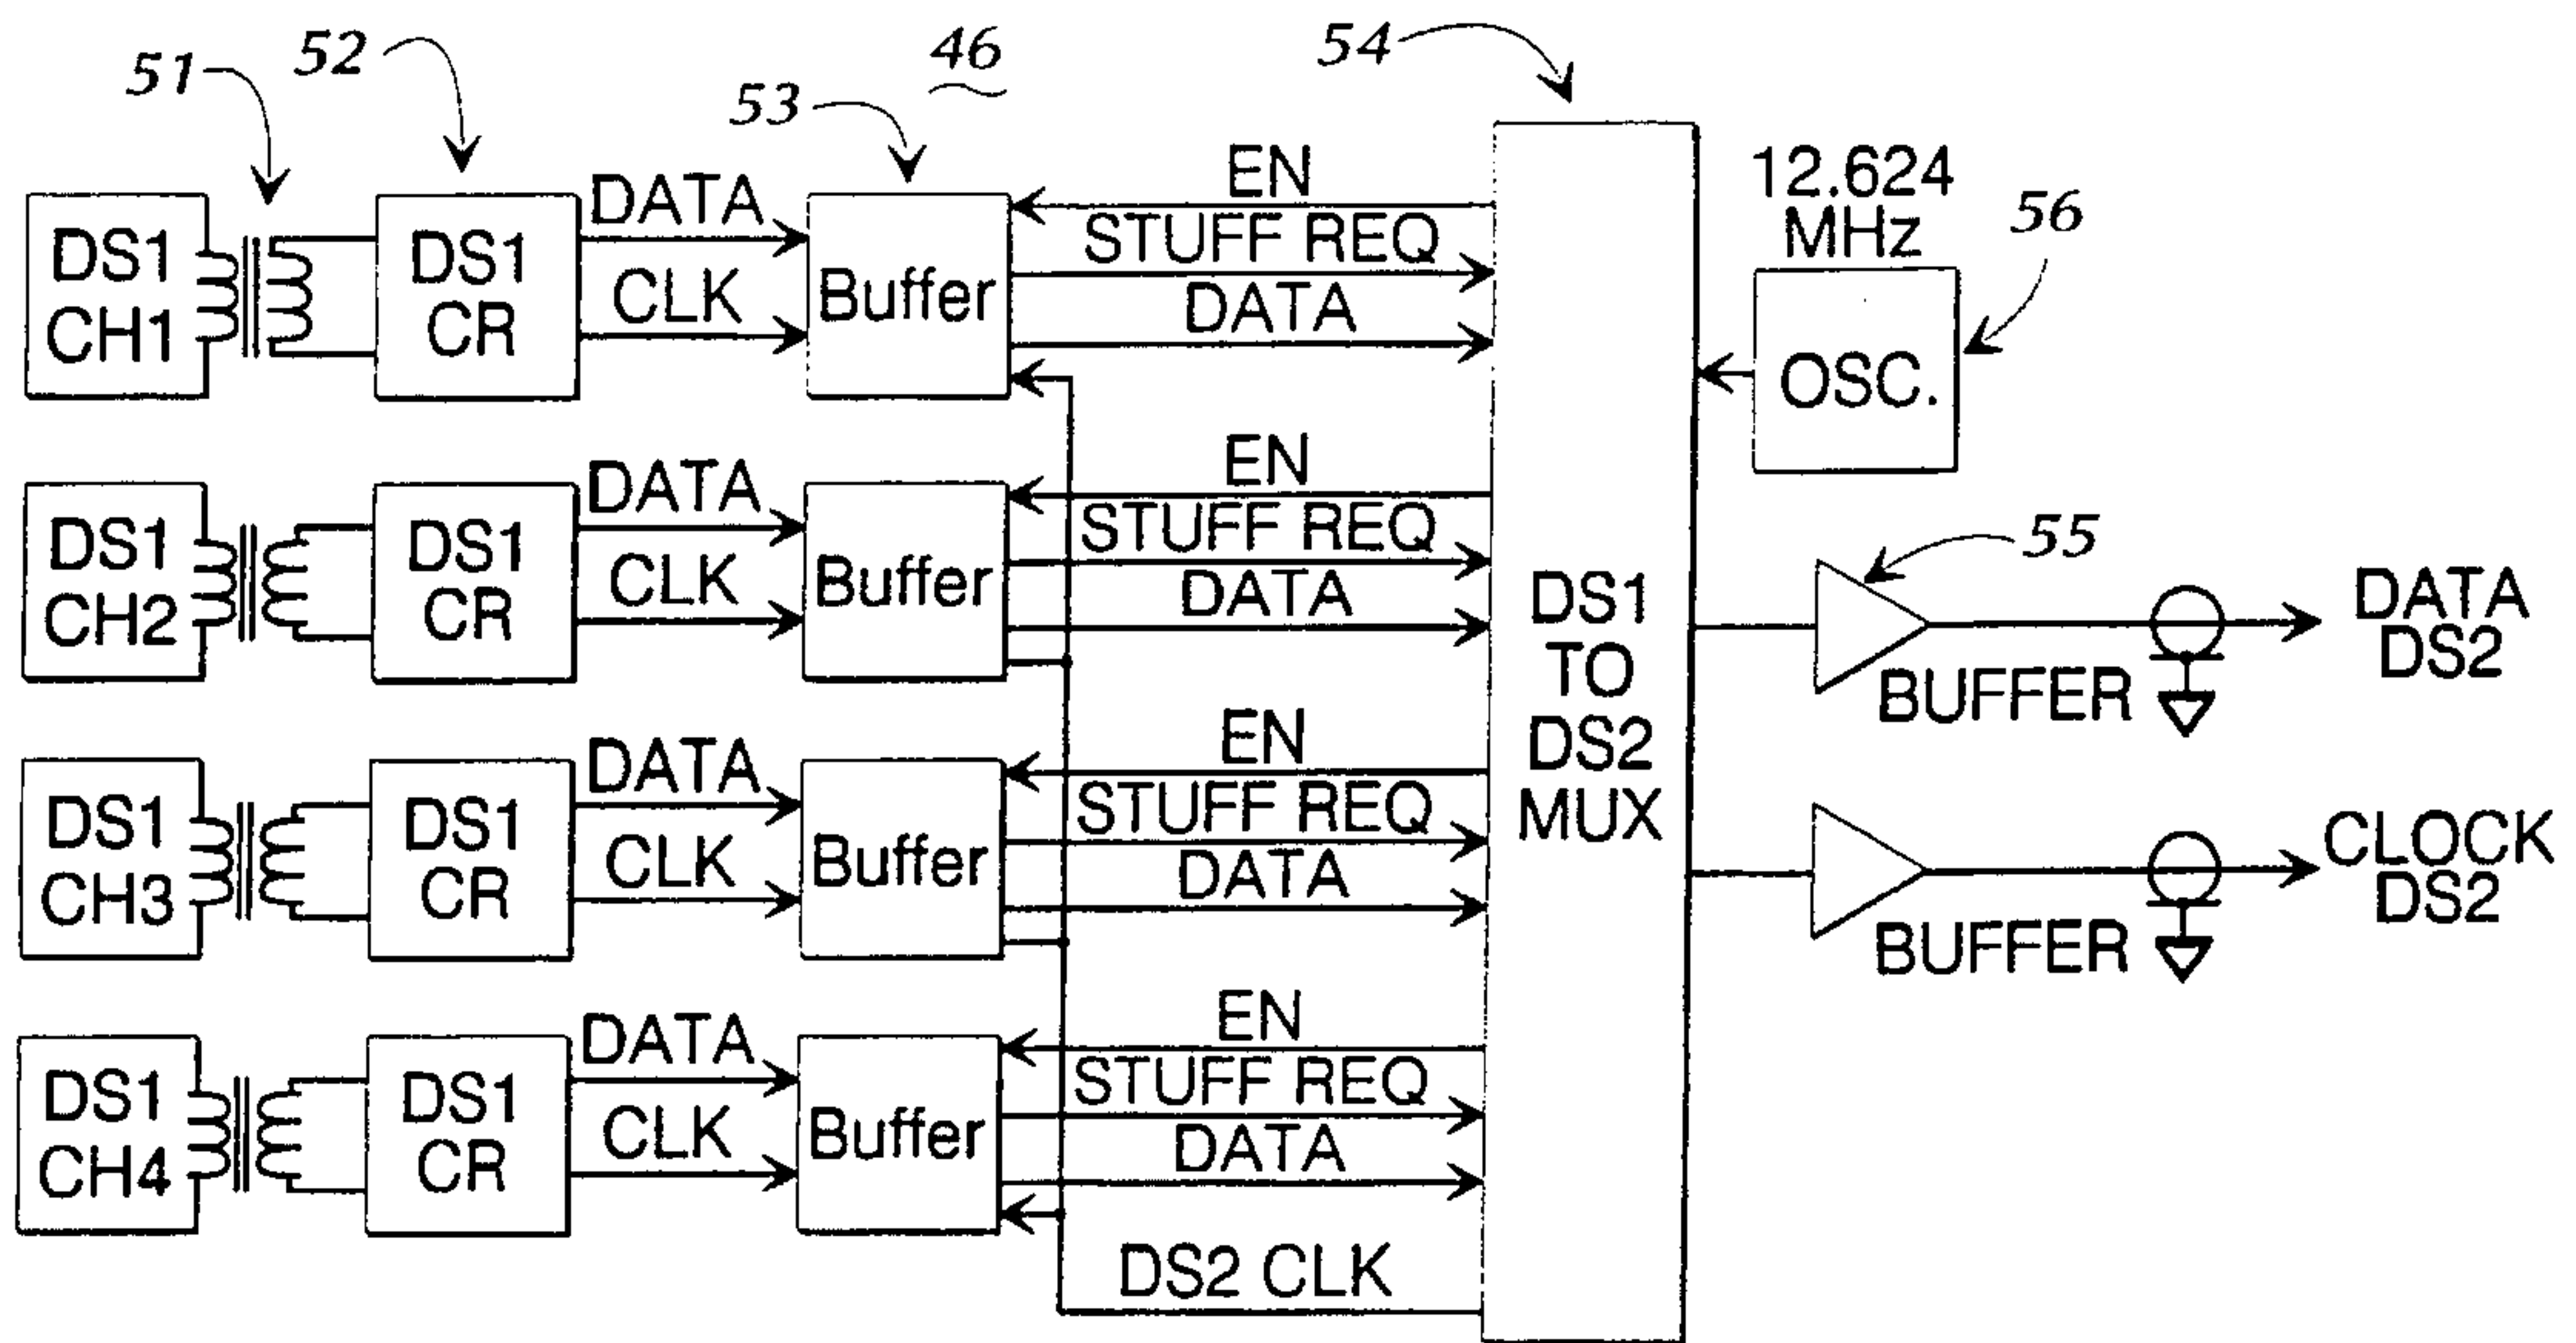 51
52
53
46
54
DS1
CH1
DS1
CR
DATA
CLK
Buffer
EN
STUFF REQ
DATA
12.624
MHz
56
OSC.
DS1
CH2
DS1
CR
DATA
CLK
Buffer
EN
STUFF REQ
DATA
DS1
TO
DS2
MUX
55
BUFFER
DATA
DS2
DS1
CH3
DS1
CR
DATA
CLK
Buffer
EN
STUFF REQ
DATA
BUFFER
CLOCK
DS2
DS1
CH4
DS1
CR
DATA
CLK
Buffer
EN
STUFF REQ
DATA
DS2 CLK